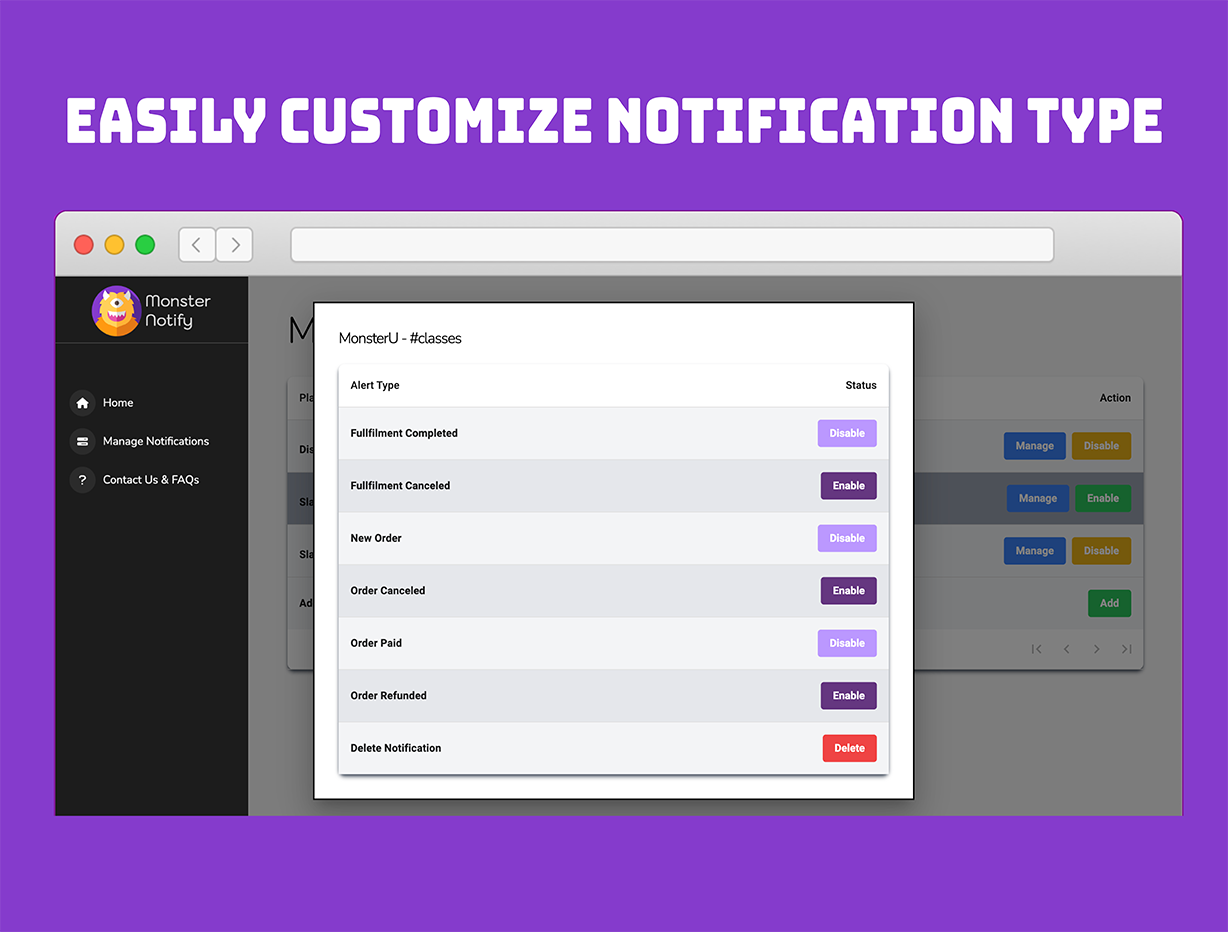 EASILY CUSTOMIZE NOTIFICATION TYPE
Monster
Notify
Home
Manage Notifications
? Contact Us & FAQs
M
MonsterU - #classes
Alert Type Status
Fullfilment Completed Disable
Fullfilment Canceled Enable
New Order Disable
Order Canceled Enable
Order Paid Disable
Order Refunded Enable
Delete Notification Delete
Pla Action
Dis Manage Disable
Sla Manage Enable
Sla Manage Disable
Ad Add